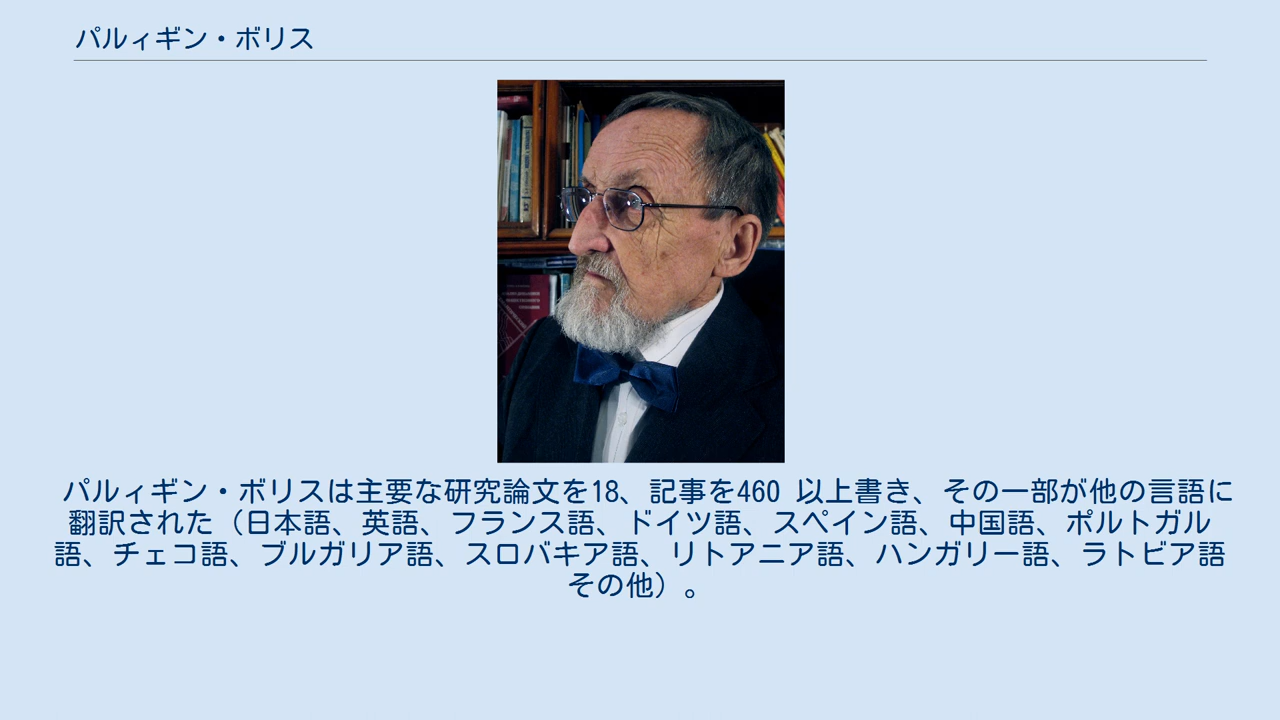 パルィギン・ボリス
パルィギン・ボリスは主要な研究論文を18、記事を460 以上書き、その一部が他の言語に
翻訳された（日本語、英語、フランス語、ドイツ語、スペイン語、中国語、ポルトガル
語、チェコ語、ブルガリア語、スロバキア語、リトアニア語、ハンガリー語、ラトビア語
その他）。